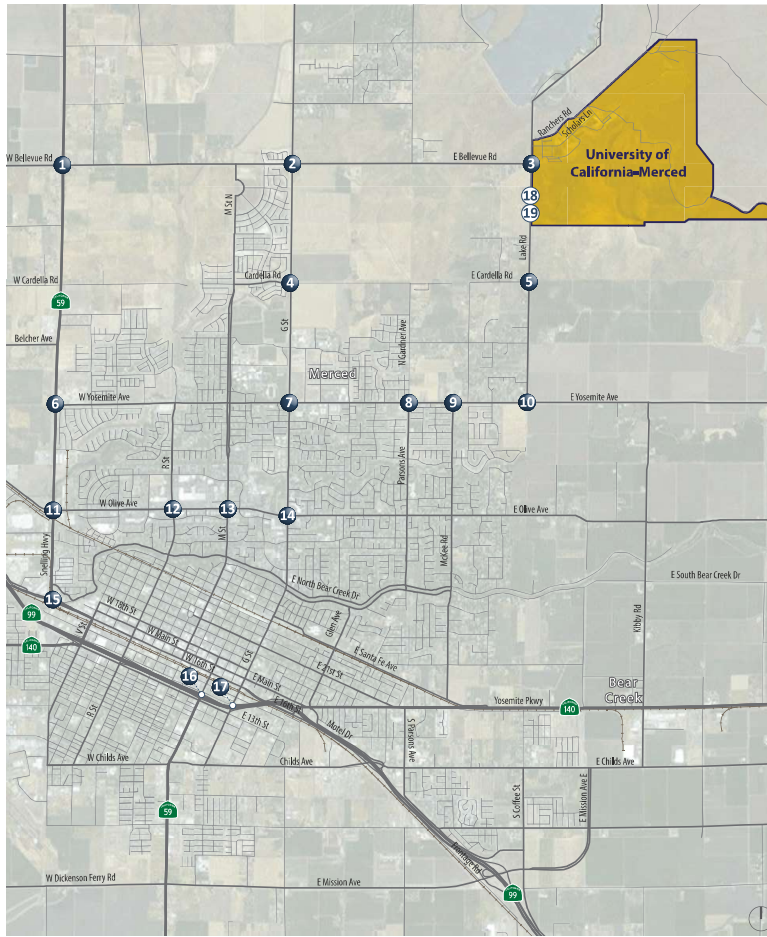 Ranchers Rd
Scholars Ln
University of
California-Merced
W Bellevue Rd
1
2
E Bellevue Rd
3
18
19
M St N
Lake Rd
W Cardella Rd
Cardella Rd
4
E Cardella Rd
5
59
G St
N Gardner Ave
Belcher Ave
Merced
6
W Yosemite Ave
7
8
9
10
E Yosemite Ave
R St
Parsons Ave
11
W Olive Ave
12
13
14
E Olive Ave
M St
Snelling Hwy
McKee Rd
E North Bear Creek Dr
E South Bear Creek Dr
15
99
W 18th St
Glen Ave
Kibby Rd
V St
W Main St
140
W 16th St
G St
E 21st St
E Santa Fe Ave
16
17
E Main St
Bear
Creek
R St
E 16th St
Yosemite Pkwy
140
E 13th St
Motel Dr
S Parsons Ave
W Childs Ave
Childs Ave
E Childs Ave
59
S Coffee St
E Mission Ave E
Frontage Rd
W Dickenson Ferry Rd
E Mission Ave
99